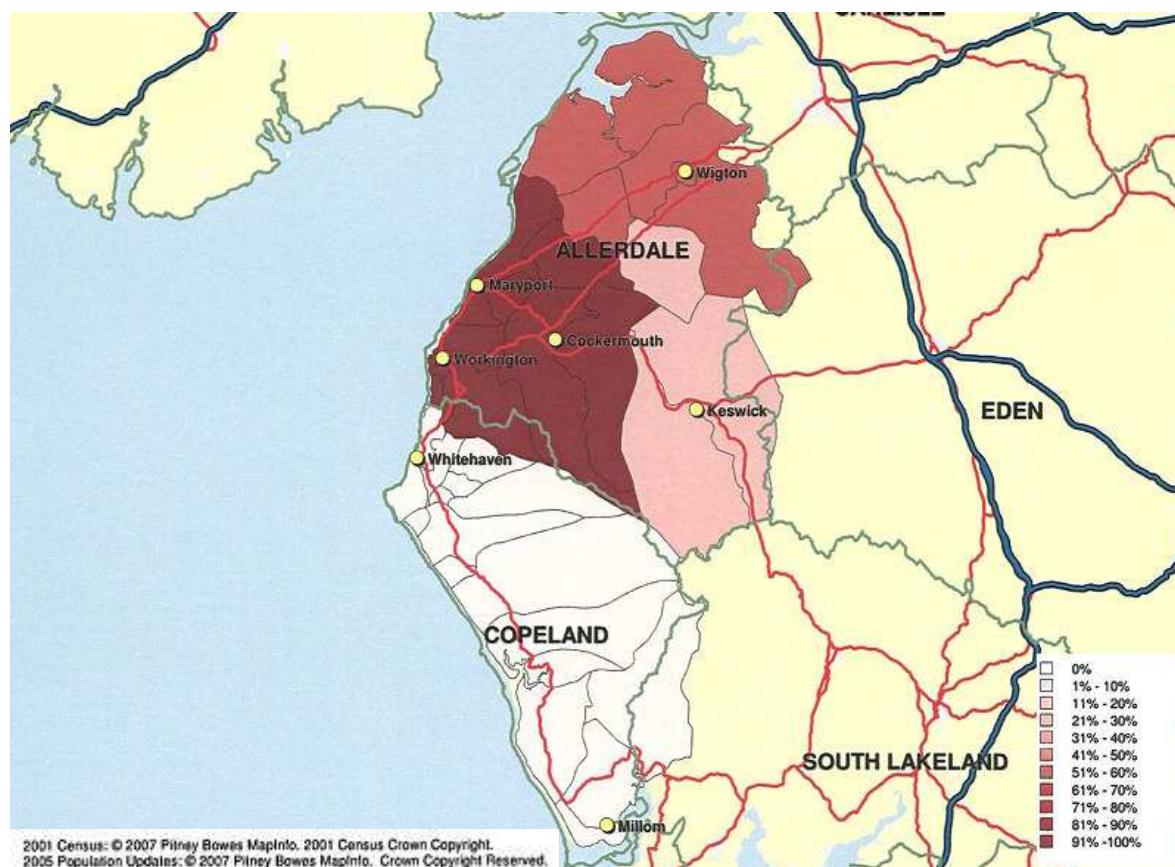 CARLISLE
Wigton
ALLERDALE
Maryport
Cockermouth
Workington
Keswick
EDEN
Whitehaven
COPELAND
0%
1% - 10%
11% - 20%
21% - 30%
31% - 40%
41% - 50%
51% - 60%
61% - 70%
71% - 80%
81% - 90%
91% -100%
SOUTH LAKELAND
Millom
2001 Census: © 2007 Pitney Bowes MapInfo, 2001 Census Crown Copyright.
2005 Population Updates: © 2007 Pitney Bowes MapInfo, Crown Copyright Reserved.